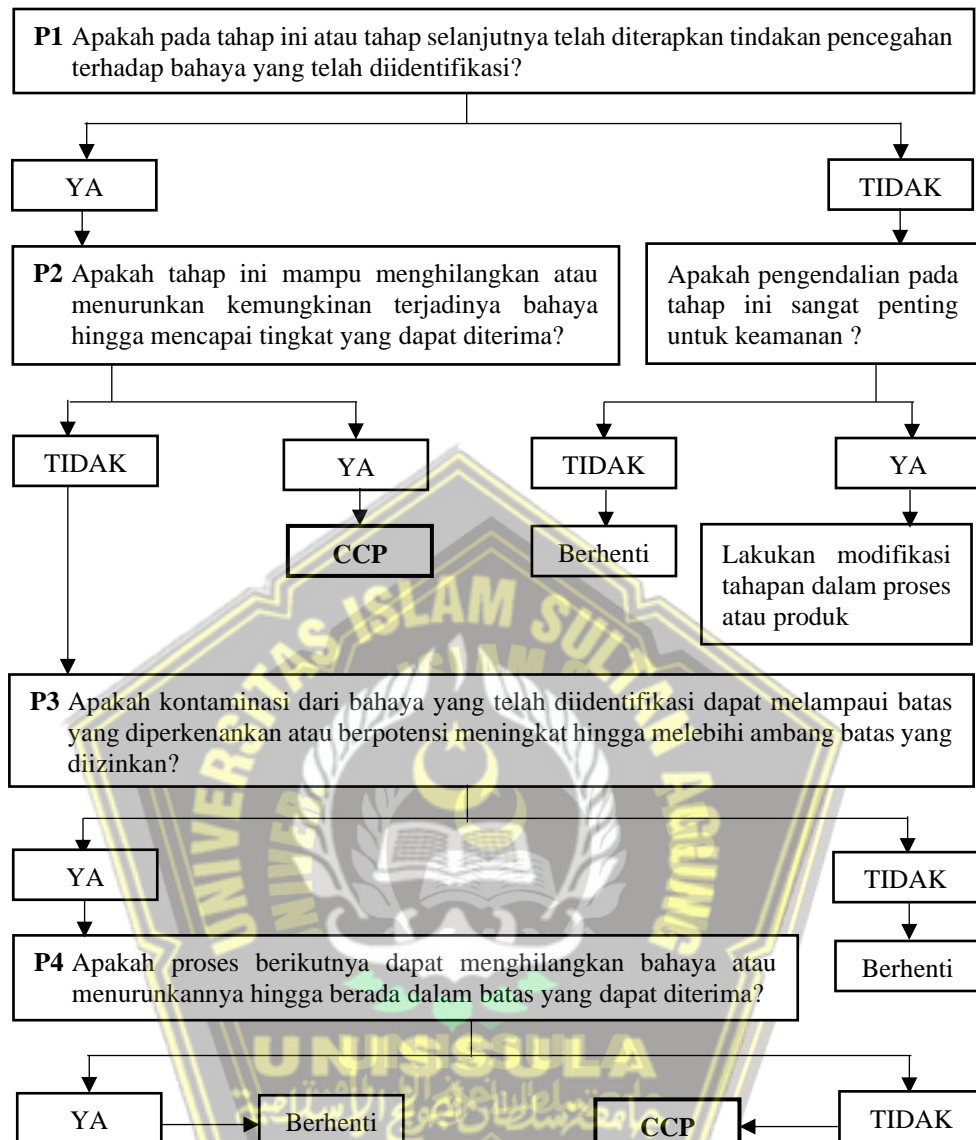 P1 Apakah pada tahap ini atau tahap selanjutnya telah diterapkan tindakan pencegahan
terhadap bahaya yang telah diidentifikasi?
YA
TIDAK
P2 Apakah tahap ini mampu menghilangkan atau
menurunkan kemungkinan terjadinya bahaya
hingga mencapai tingkat yang dapat diterima?
Apakah pengendalian pada
tahap ini sangat penting
untuk keamanan ?
TIDAK
YA
TIDAK
YA
CCP
Berhenti
Lakukan modifikasi
tahapan dalam proses
atau produk
UNIVERSITAS ISLAM SULTAN AGUNG
P3 Apakah kontaminasi dari bahaya yang telah diidentifikasi dapat melampaui batas
yang diperkenankan atau berpotensi meningkat hingga melebihi ambang batas yang
diizinkan?
YA
TIDAK
P4 Apakah proses berikutnya dapat menghilangkan bahaya atau
menurunkannya hingga berada dalam batas yang dapat diterima?
Berhenti
UNISSULA
YA
Berhenti
CCP
TIDAK